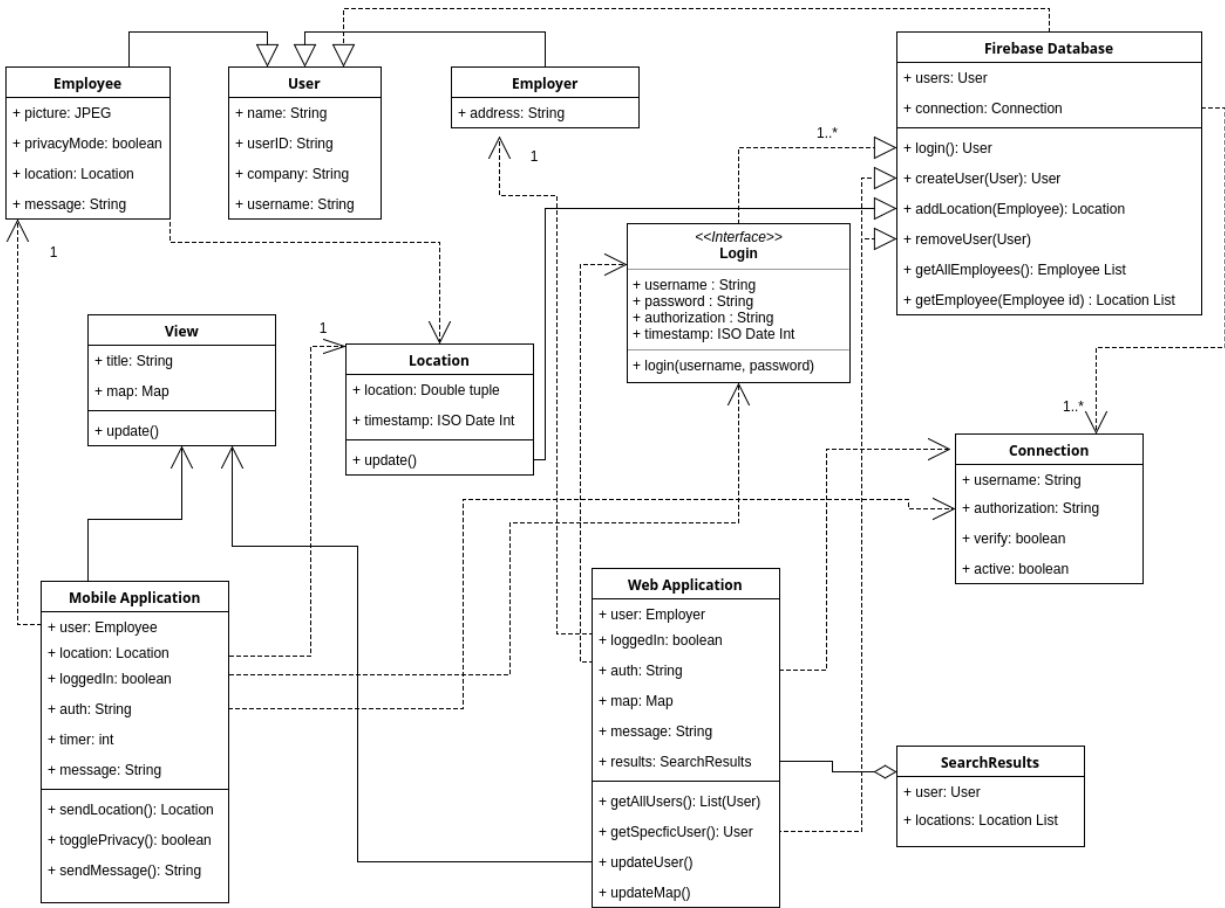 Employee
+ picture: JPEG
+ privacyMode: boolean
+ location: Location
+ message: String
User
+ name: String
+ userID: String
+ company: String
+ username: String
Employer
+ address: String
Firebase Database
+ users: User
+ connection: Connection
+ login(): User
+ createUser(User): User
+ addLocation(Employee): Location
+ removeUser(User)
+ getAllEmployees(): Employee List
+ getEmployee(Employee id) : Location List
1..*
1
1
<<Interface>>
Login
+ username : String
+ password : String
+ authorization : String
+ timestamp: ISO Date Int
+ login(username, password)
View
+ title: String
+ map: Map
+ update()
1
Location
+ location: Double tuple
+ timestamp: ISO Date Int
+ update()
1..*
Connection
+ username: String
+ authorization: String
+ verify: boolean
+ active: boolean
Mobile Application
+ user: Employee
+ location: Location
+ loggedIn: boolean
+ auth: String
+ timer: int
+ message: String
+ sendLocation(): Location
+ togglePrivacy(): boolean
+ sendMessage(): String
Web Application
+ user: Employer
+ loggedIn: boolean
+ auth: String
+ map: Map
+ message: String
+ results: SearchResults
+ getAllUsers(): List(User)
+ getSpecficUser(): User
+ updateUser()
+ updateMap()
SearchResults
+ user: User
+ locations: Location List